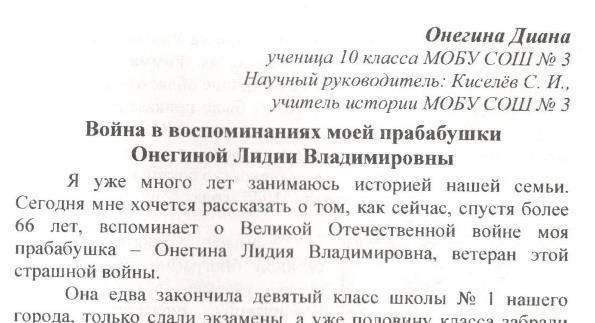 Онегина Диана
ученица 10 класса МОБУ СОШ № 3
Научный руководитель: Киселёв С. И.,
учитель истории МОБУ СОШ № 3
Война в воспоминаниях моей прабабушки
Онегиной Лидии Владимировны
Я уже много лет занимаюсь историей нашей семьи.
Сегодня мне хочется рассказать о том, как сейчас, спустя более
66 лет, вспоминает о Великой Отечественной войне моя
прабабушка – Онегина Лидия Владимировна, ветеран этой
страшной войны.
Она едва закончила девятый класс школы № 1 нашего
города, только сдали экзамены, а уже половину класса забрали